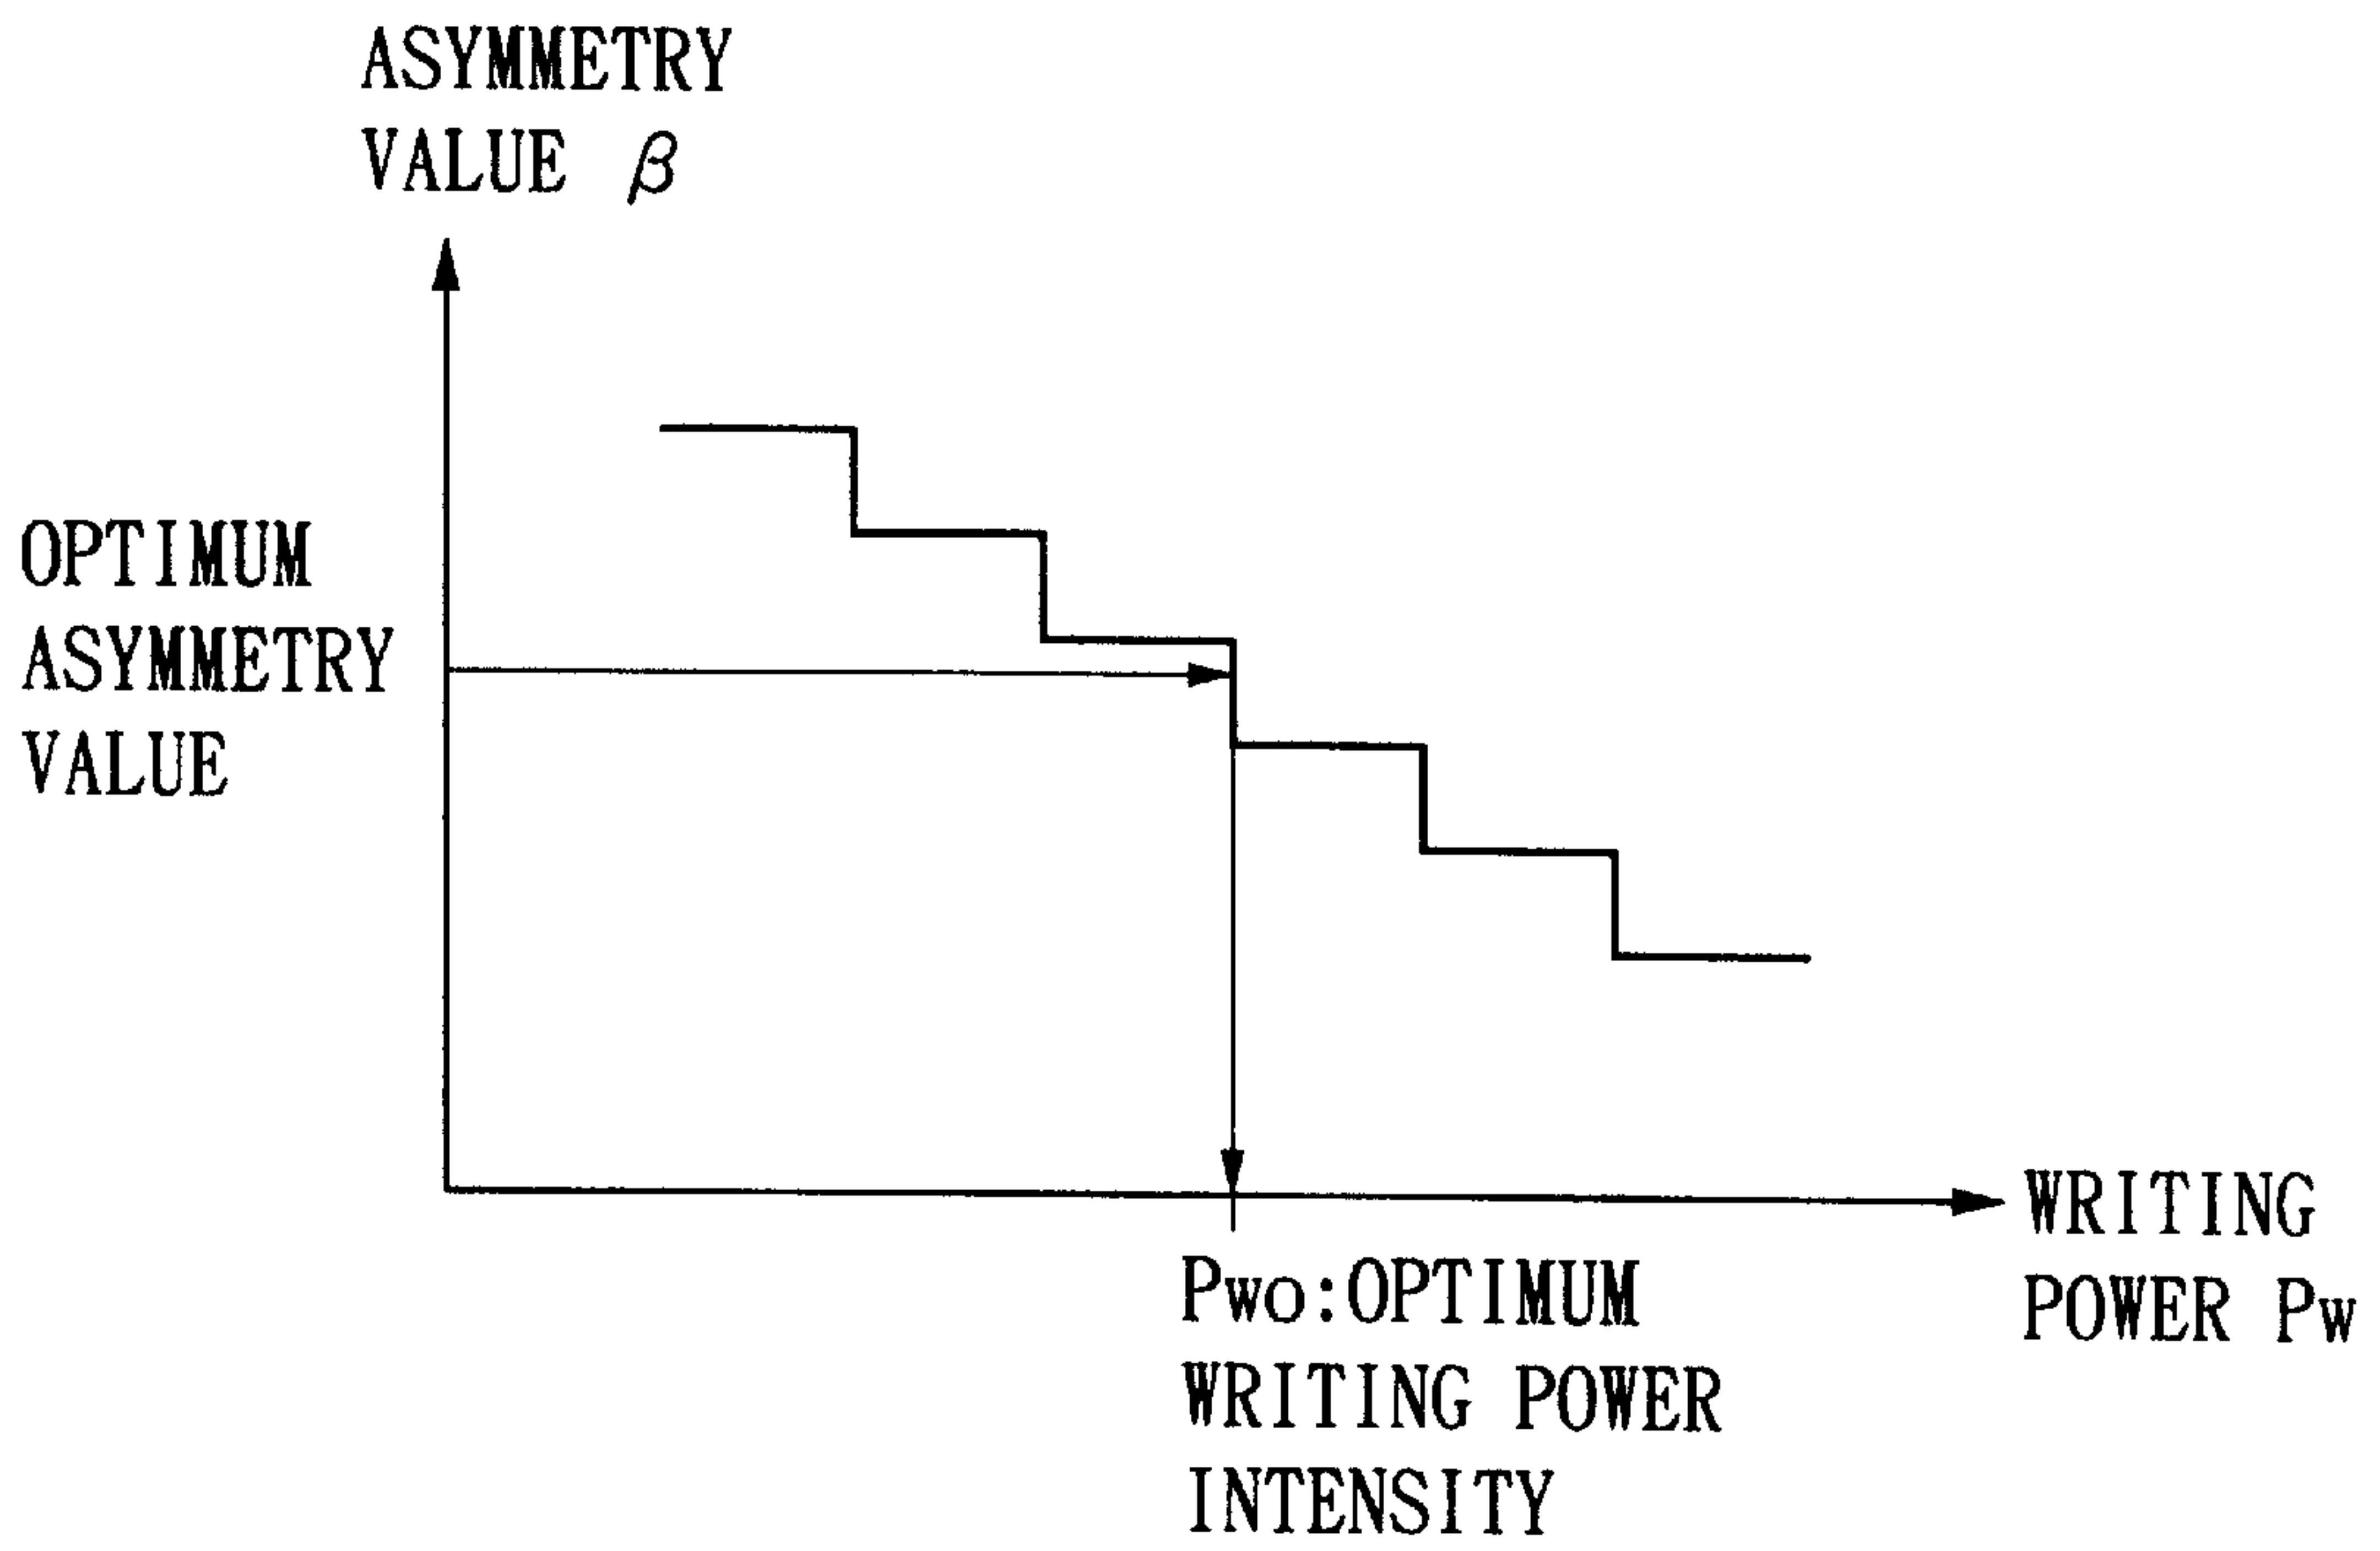 ASYMMETRY
VALUE β
OPTIMUM
ASYMMETRY
VALUE
WRITING
POWER Pw
Pwo:OPTIMUM
WRITING POWER
INTENSITY